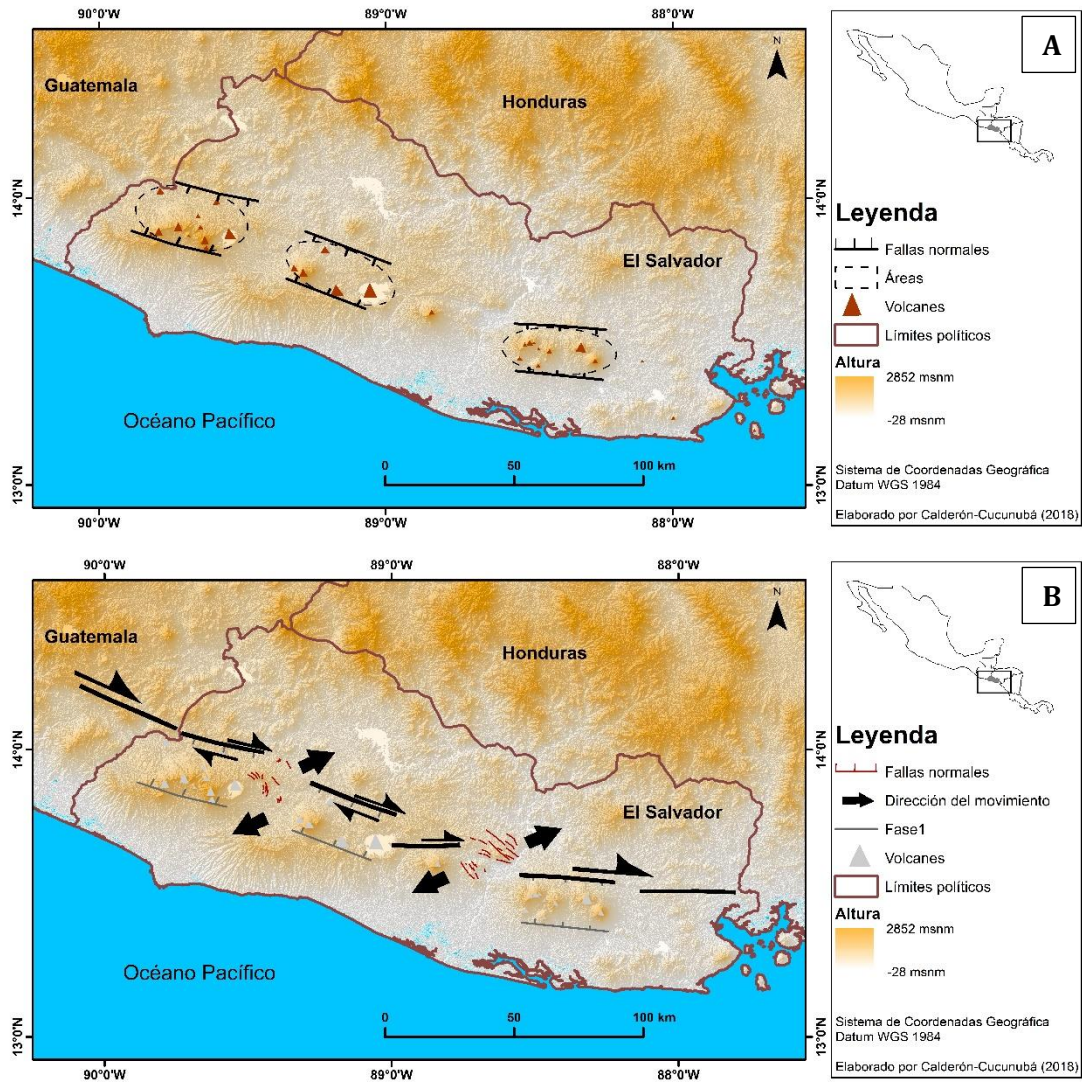 90°0'W 89°0'W 88°0'W
A
N
Guatemala
Honduras
14°0'N 14°0'N
El Salvador
Océano Pacífico
0 50 100 km
13°0'N 13°0'N
90°0'W 89°0'W 88°0'W
Leyenda
Fallas normales
Áreas
Volcanes
Límites políticos
Altura
2852 msnm
-28 msnm
Sistema de Coordenadas Geográfica
Datum WGS 1984
Elaborado por Calderón-Cucunubá (2018)
90°0'W 89°0'W 88°0'W
B
N
Guatemala
Honduras
14°0'N 14°0'N
El Salvador
Océano Pacífico
0 50 100 km
13°0'N 13°0'N
90°0'W 89°0'W 88°0'W
Leyenda
Fallas normales
Dirección del movimiento
Fase1
Volcanes
Límites políticos
Altura
2852 msnm
-28 msnm
Sistema de Coordenadas Geográfica
Datum WGS 1984
Elaborado por Calderón-Cucunubá (2018)